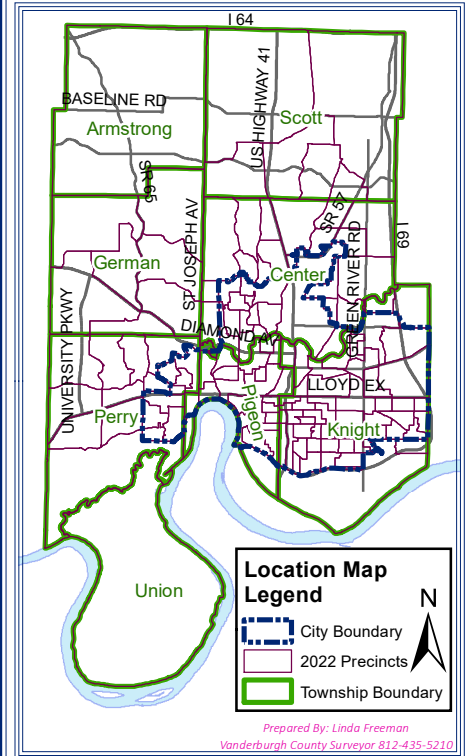 I 64
BASELINE RD
Armstrong
US HIGHWAY 41
Scott
SR 65
ST JOSEPH AV
SR 57
I 69
German
Center
GREEN RIVER RD
UNIVERSITY PKWY
DIAMOND AV
LLOYD EX
Perry
Pigeon
Knight
Union
Location Map
Legend
N
City Boundary
2022 Precincts
Township Boundary
Prepared By: Linda Freeman
Vanderburgh County Surveyor 812-435-5210